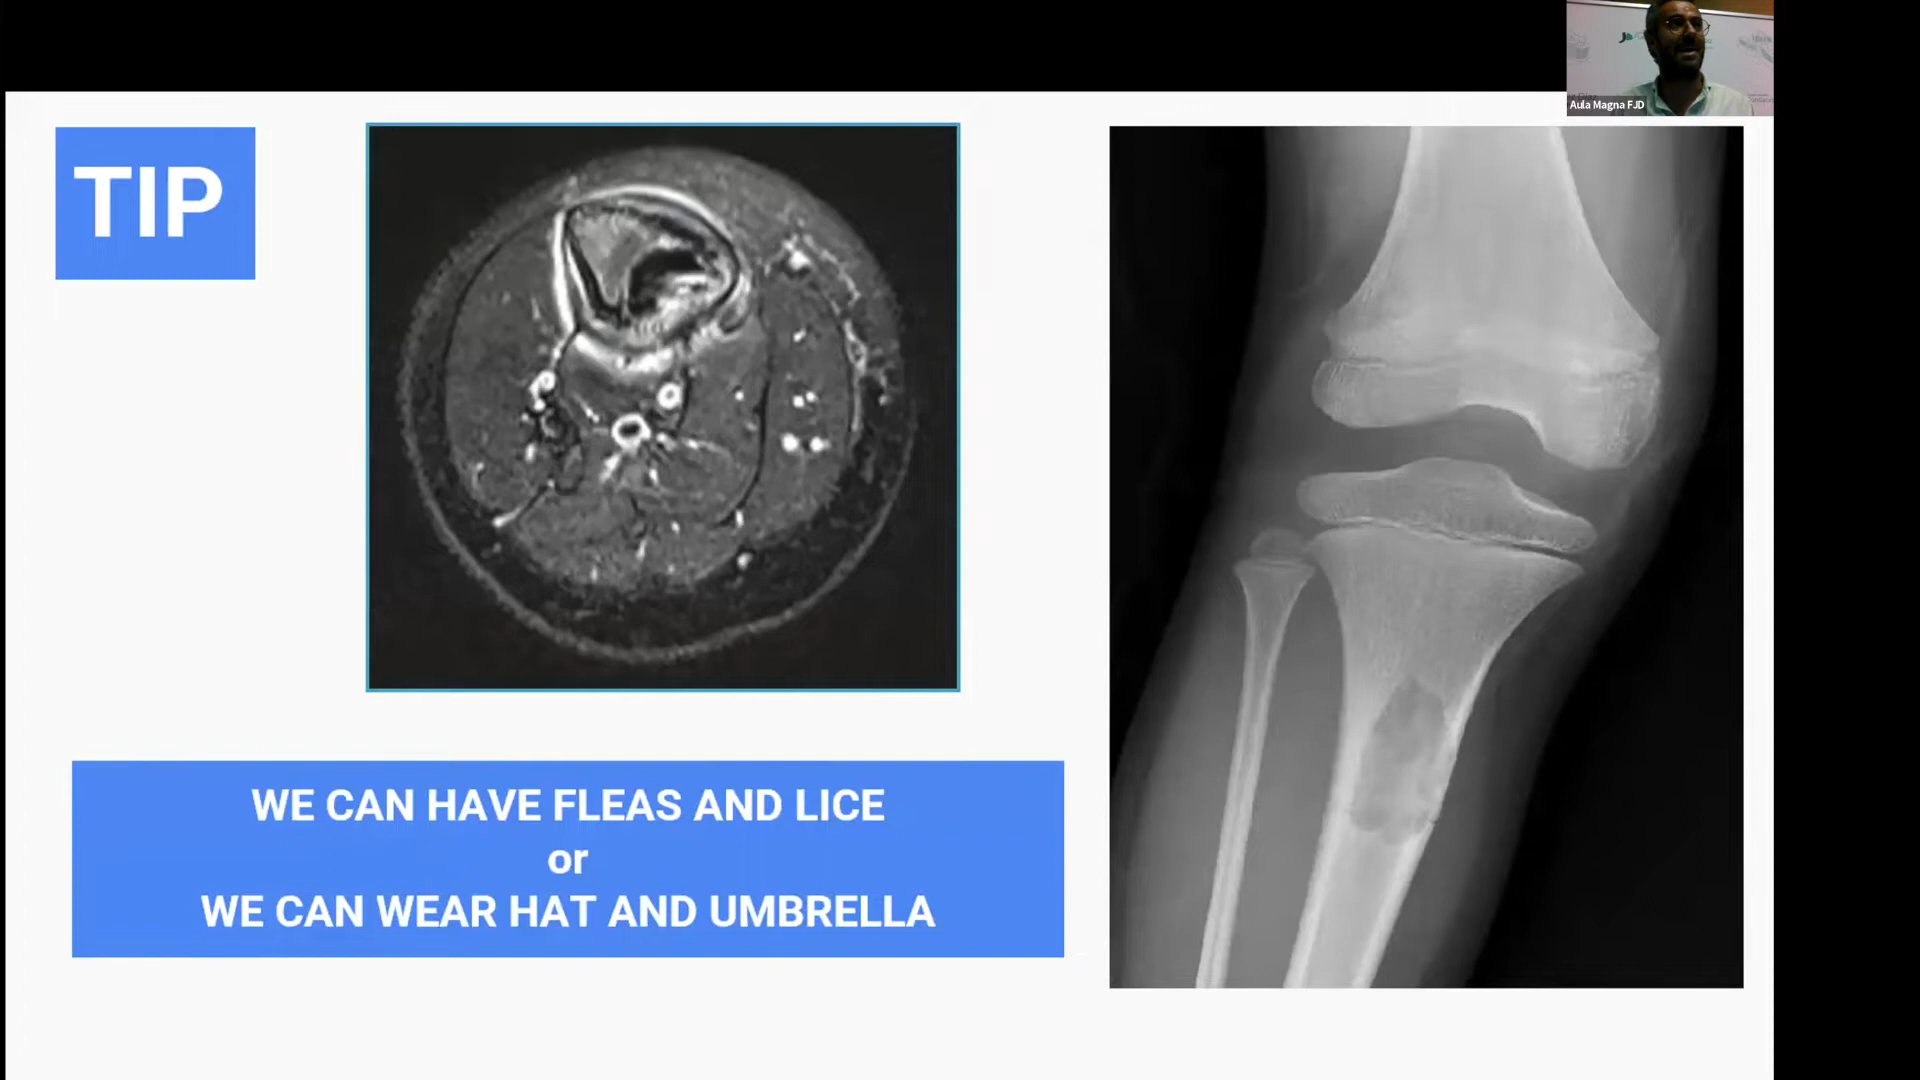 Aula Magna FJD
TIP
WE CAN HAVE FLEAS AND LICE
or
WE CAN WEAR HAT AND UMBRELLA